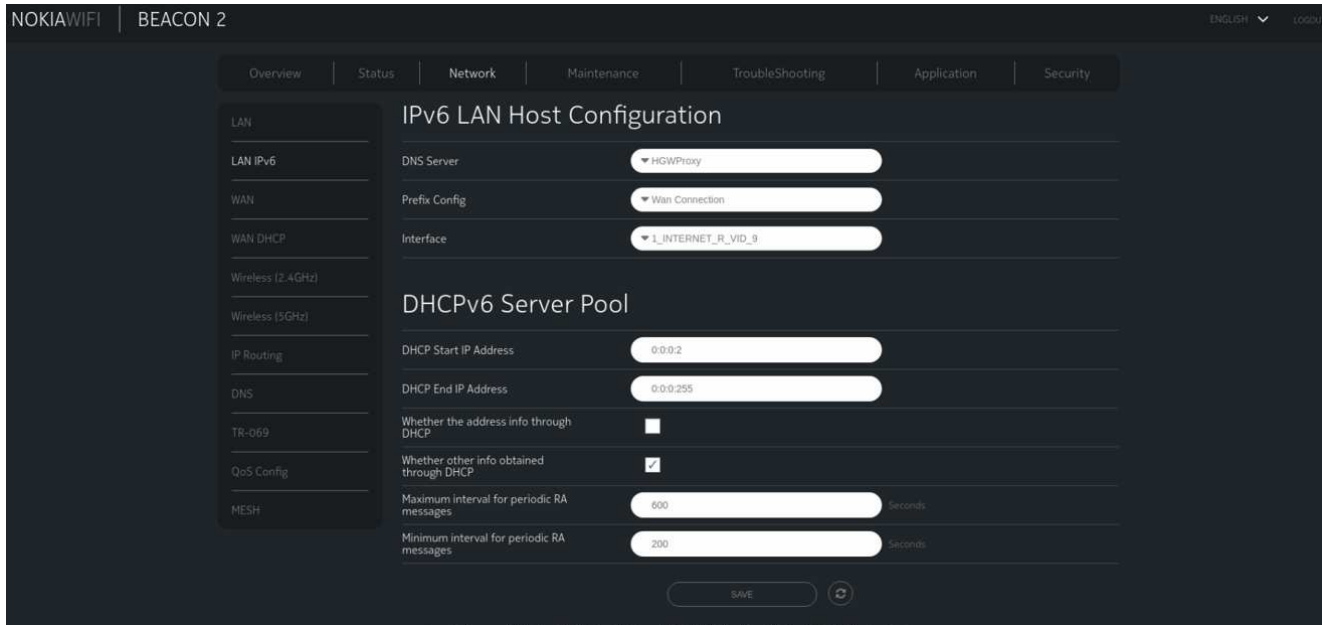 NOKIAWIFI BEACON 2 ENGLISH
Overview Status Network Maintenance TroubleShooting Application Security
LAN
LAN IPv6
WAN
WAN DHCP
Wireless (2.4GHz)
Wireless (5GHz)
IP Routing
DNS
TR-069
QoS Config
MESH
IPv6 LAN Host Configuration
DNS Server HGWProxy
Prefix Config Wan Connection
Interface 1_INTERNET_R_VID_9
DHCPv6 Server Pool
DHCP Start IP Address 0:0:0:2
DHCP End IP Address 0:0:0:255
Whether the address info through
DHCP
Whether other info obtained
through DHCP
Maximum interval for periodic RA
messages 600 Seconds
Minimum interval for periodic RA
messages 200 Seconds
SAVE